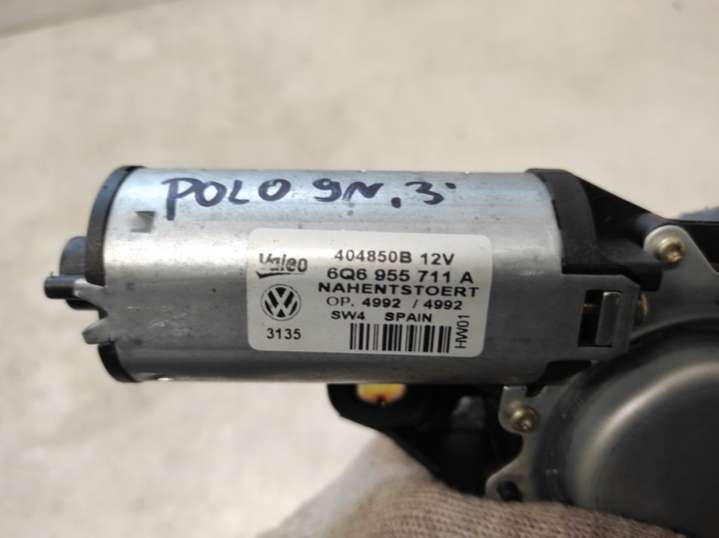 POLO 9N.3.
404850B 12V
Valeo
6Q6 955 711 A
NAHENTSTOERT
OP. 4992 / 4992
SW4 SPAIN
3135
HW01